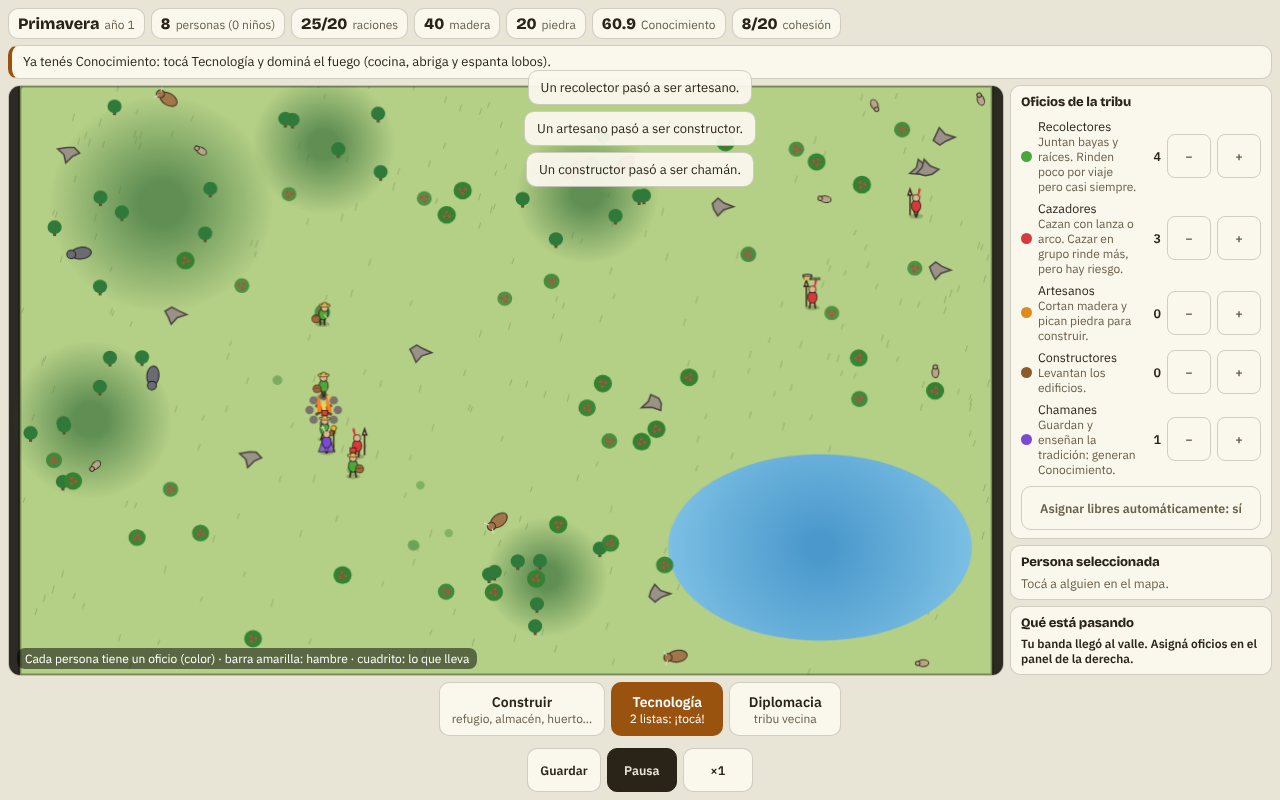 Primavera año 1
8 personas (0 niños)
25/20 raciones
40 madera
20 piedra
60.9 Conocimiento
8/20 cohesión
Ya tenés Conocimiento: tocá Tecnología y dominá el fuego (cocina, abriga y espanta lobos).
Un recolector pasó a ser artesano.
Un artesano pasó a ser constructor.
Un constructor pasó a ser chamán.
Cada persona tiene un oficio (color) · barra amarilla: hambre · cuadrito: lo que lleva
Oficios de la tribu
Recolectores
Juntan bayas y
raíces. Rinden
poco por viaje
pero casi siempre.
4 − +
Cazadores
Cazan con lanza o
arco. Cazar en
grupo rinde más,
pero hay riesgo.
3 − +
Artesanos
Cortan madera y
pican piedra para
construir.
0 − +
Constructores
Levantan los
edificios.
0 − +
Chamanes
Guardan y
enseñan la
tradición: generan
Conocimiento.
1 − +
Asignar libres automáticamente: sí
Persona seleccionada
Tocá a alguien en el mapa.
Qué está pasando
Tu banda llegó al valle. Asigná oficios en el
panel de la derecha.
Construir
refugio, almacén, huerto...
Tecnología
2 listas: ¡tocá!
Diplomacia
tribu vecina
Guardar
Pausa
×1